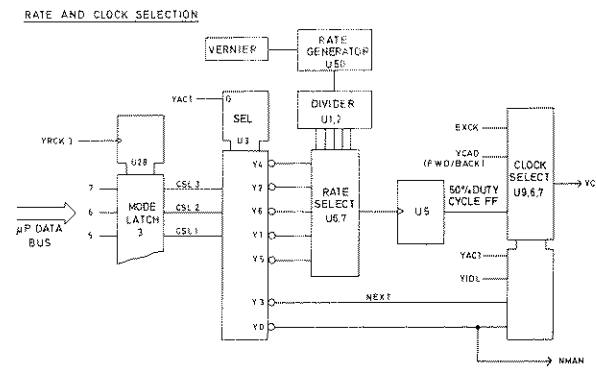 RATE AND CLOCK SELECTION
VERNIER
RATE
GENERATOR
U50
YACT
G
SEL
U3
DIVIDER
U1,2
YRCK 3
U28
EXCK
YCAD
(FWD/BACK)
CLOCK
SELECT
U9,6,7
YC
7
6
5
MODE
LATCH
3
CSL 3
CSL 2
CSL 1
µP DATA
BUS
Y4
Y2
Y6
Y1
Y5
Y3
Y0
RATE
SELECT
U6,7
U5
50% DUTY
CYCLE FF
YACT
YIDL
NEXT
NMAN